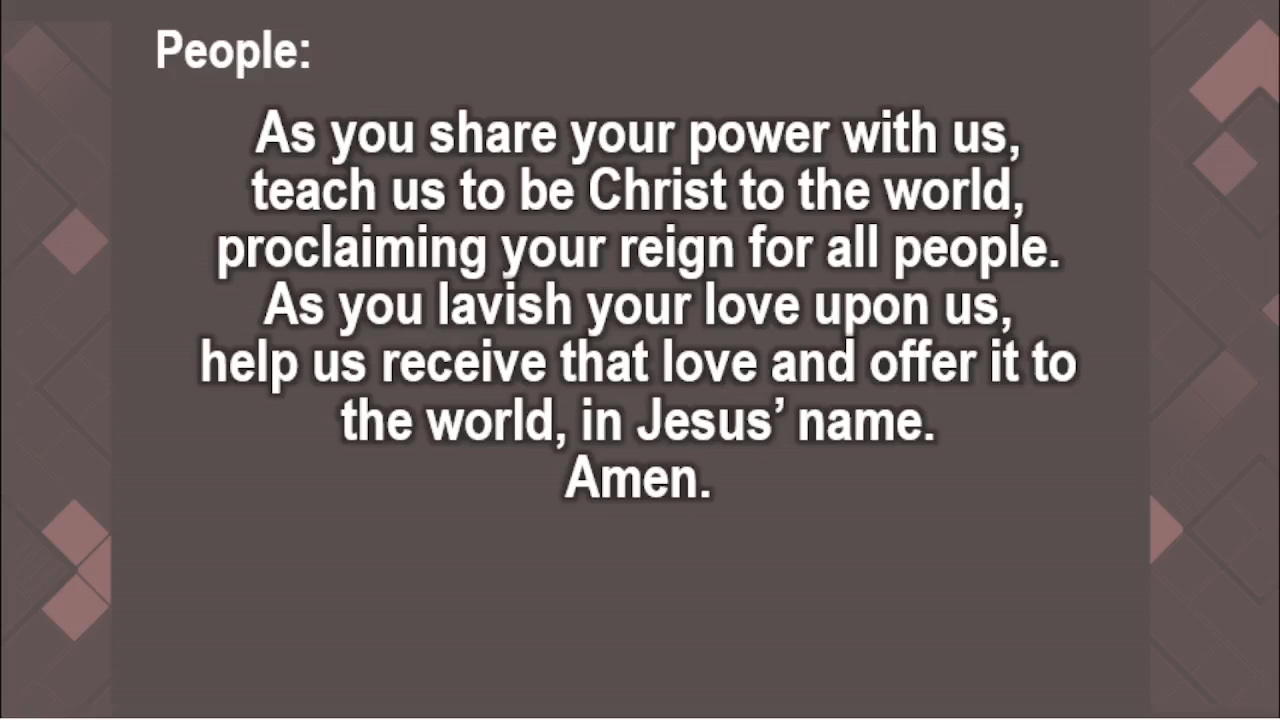 People:
As you share your power with us,
teach us to be Christ to the world,
proclaiming your reign for all people.
As you lavish your love upon us,
help us receive that love and offer it to
the world, in Jesus’ name.
Amen.